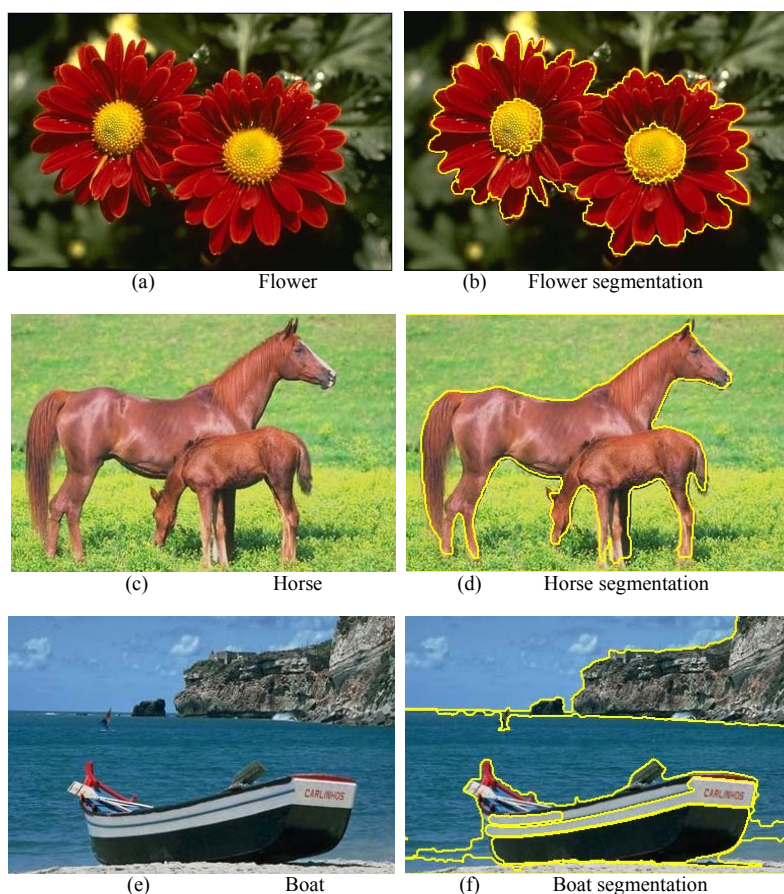 (a) Flower
(b) Flower segmentation
(c) Horse
(d) Horse segmentation
CARLINHOS
CARLINHOS
(e) Boat
(f) Boat segmentation